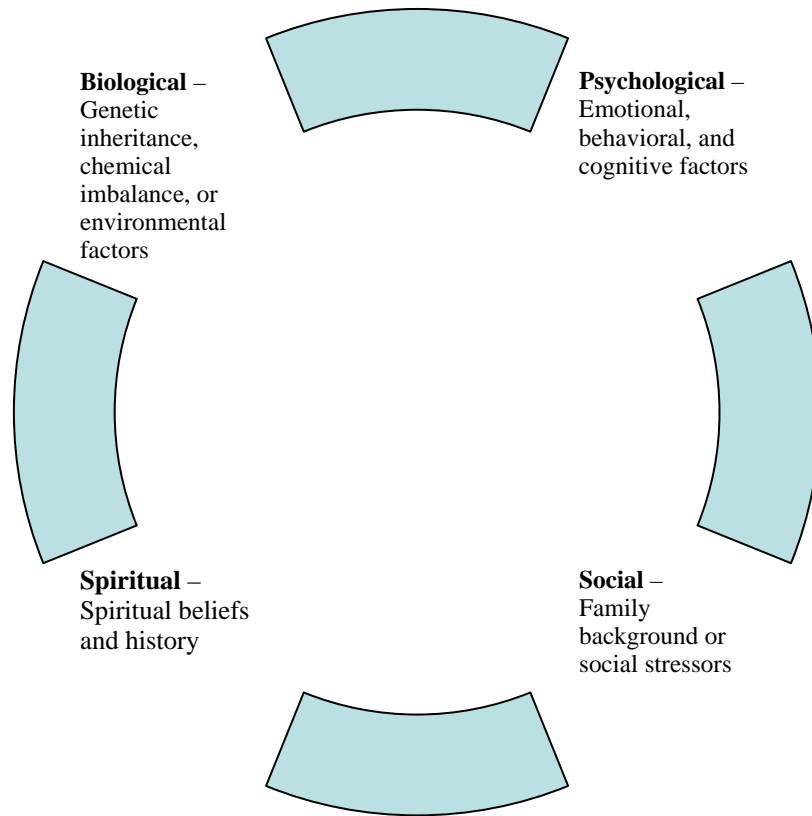 Biological –
Genetic
inheritance,
chemical
imbalance, or
environmental
factors
Psychological –
Emotional,
behavioral, and
cognitive factors
Spiritual –
Spiritual beliefs
and history
Social –
Family
background or
social stressors